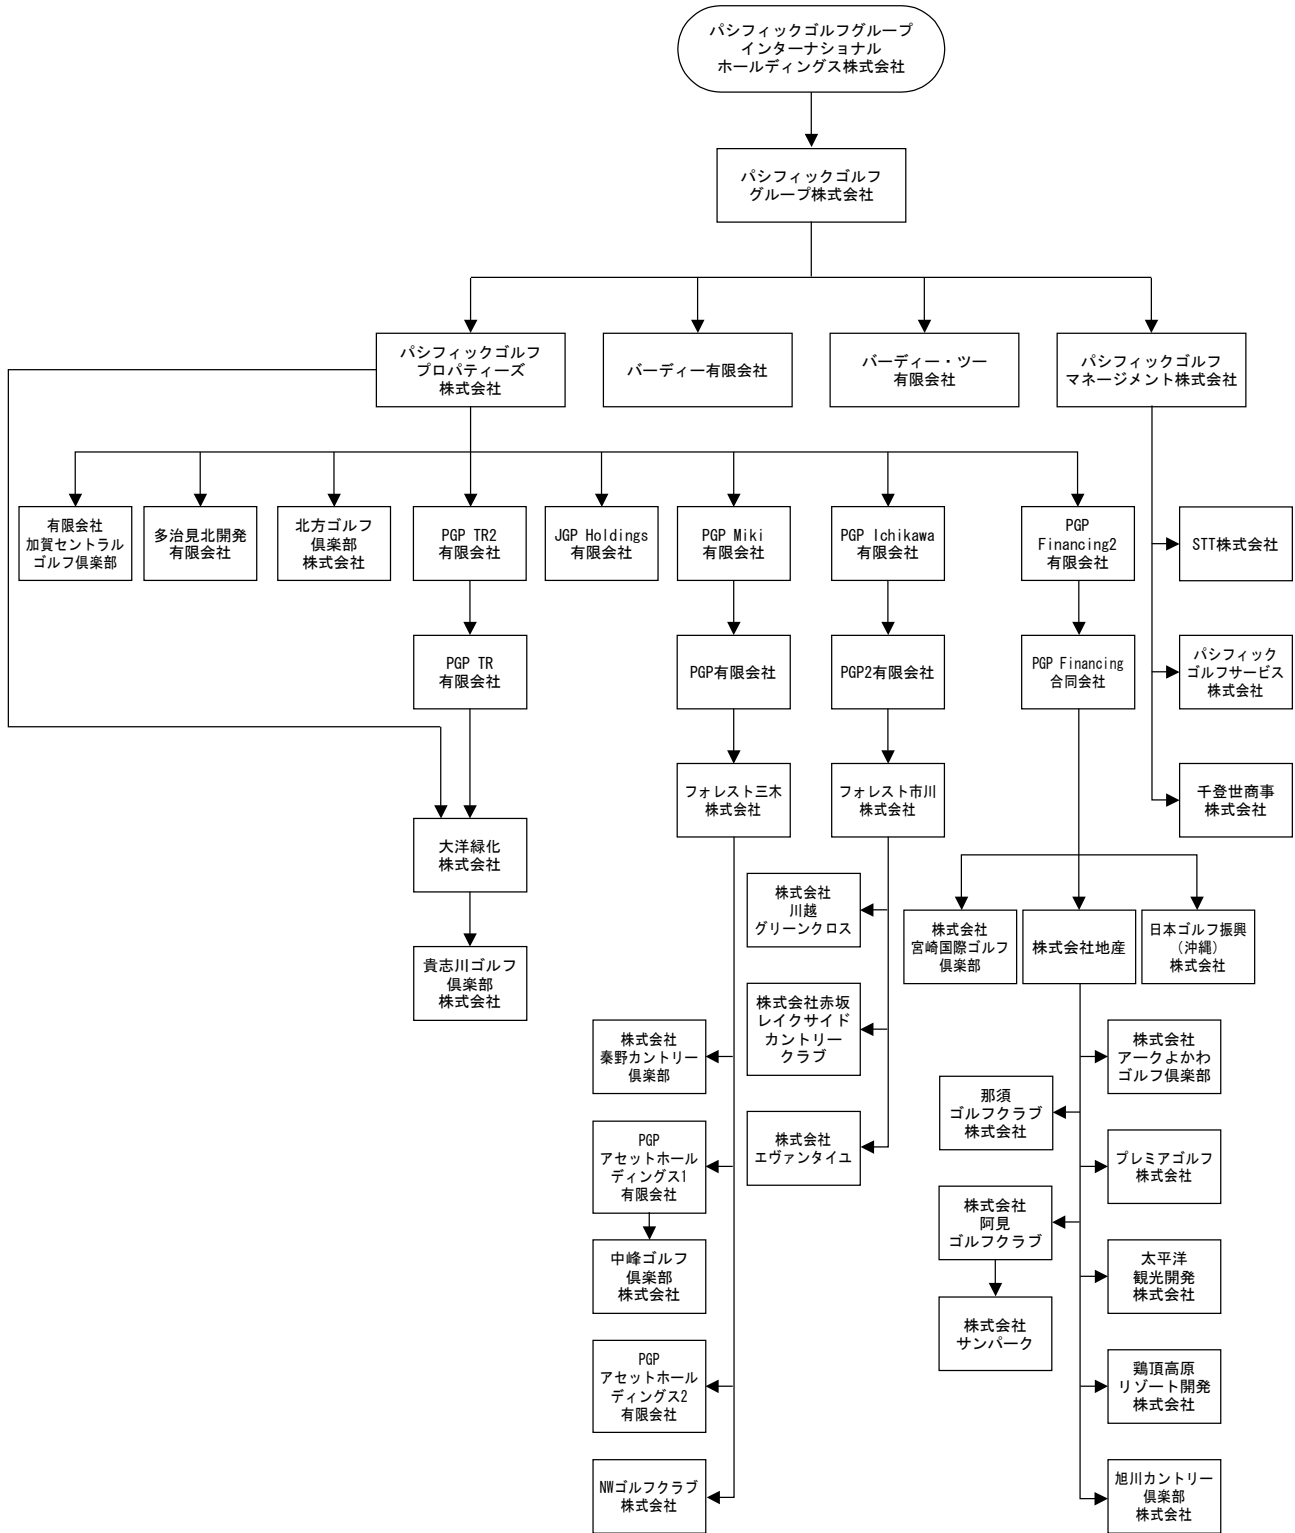 パシフィックゴルフグループ
インターナショナル
ホールディングス株式会社
パシフィックゴルフ
グループ株式会社
パシフィックゴルフ
プロパティーズ
株式会社
バーディー有限会社
バーディー・ツー
有限会社
パシフィックゴルフ
マネージメント株式会社
有限会社
加賀セントラル
ゴルフ倶楽部
多治見北開発
有限会社
北方ゴルフ
倶楽部
株式会社
PGP TR2
有限会社
JGP Holdings
有限会社
PGP Miki
有限会社
PGP Ichikawa
有限会社
PGP
Financing2
有限会社
STT株式会社
PGP TR
有限会社
PGP有限会社
PGP2有限会社
PGP Financing
合同会社
パシフィック
ゴルフサービス
株式会社
フォレスト三木
株式会社
フォレスト市川
株式会社
千登世商事
株式会社
大洋緑化
株式会社
株式会社
川越
グリーンクロス
株式会社
宮崎国際ゴルフ
倶楽部
株式会社地産
日本ゴルフ振興
(沖縄)
株式会社
貴志川ゴルフ
倶楽部
株式会社
株式会社
秦野カントリー
倶楽部
株式会社赤坂
レイクサイド
カントリー
クラブ
株式会社
アークよかわ
ゴルフ倶楽部
那須
ゴルフクラブ
株式会社
PGP
アセットホール
ディングス1
有限会社
株式会社
エヴァンタイユ
プレミアゴルフ
株式会社
株式会社
阿見
ゴルフクラブ
中峰ゴルフ
倶楽部
株式会社
太平洋
観光開発
株式会社
株式会社
サンパーク
PGP
アセットホール
ディングス2
有限会社
鶏頂高原
リゾート開発
株式会社
NWゴルフクラブ
株式会社
旭川カントリー
倶楽部
株式会社